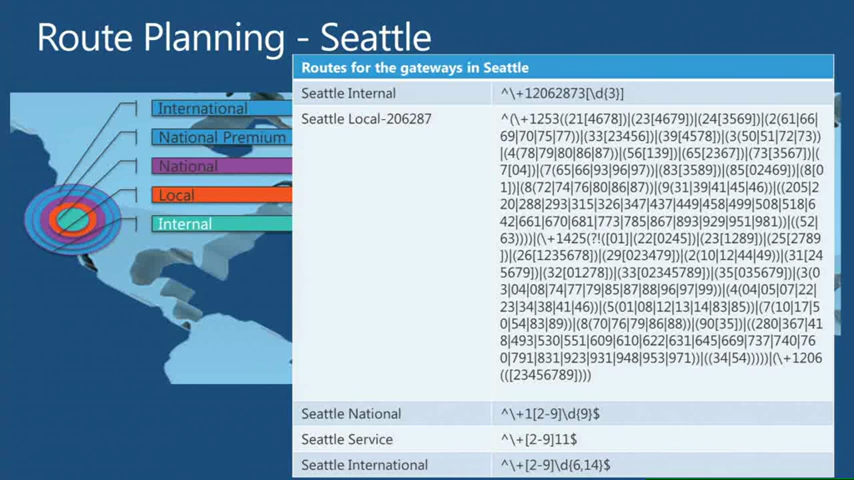 Route Planning - Seattle
Routes for the gateways in Seattle
International
National Premium
National
Local
Internal
Seattle Internal ^\+12062873[\d{3}]
Seattle Local-206287 ^(\+1253((21[4678])|(23[4679])|(24[3569])|(2(61|66|
69|70|75|77))|(33[23456])|(39[4578])|(3(50|51|72|73))
|(4(78|79|80|86|87))|(56[139])|(65[2367])|(73[3567])|(
7[04])|(7(65|66|93|96|97))|(83[3589])|(85[02469])|(8[0
1])|(8(72|74|76|80|86|87))|(9(31|39|41|45|46))|((205|2
20|288|293|315|326|347|437|449|458|499|508|518|6
42|661|670|681|773|785|867|893|929|951|981))|((52|
63))))|(\+1425(?!([01]|(22[0245])|(23[1289])|(25[2789
])|(26[1235678])|(29[023479])|(2(10|12|44|49))|(31[24
5679])|(32[01278])|(33[02345789])|(35[035679])|(3(0
3|04|08|74|77|79|85|87|88|96|97|99))|(4(04|05|07|22|
23|34|38|41|46))|(5(01|08|12|13|14|83|85))|(7(10|17|5
0|54|83|89))|(8(70|76|79|86|88))|(90[35])|((280|367|41
8|493|530|551|609|610|622|631|645|669|737|740|76
0|791|831|923|931|948|953|971))|((34|54)))))|(\+1206
(([23456789])))
Seattle National ^\+1[2-9]\d{9}$
Seattle Service ^\+[2-9]11$
Seattle International ^\+[2-9]\d{6,14}$